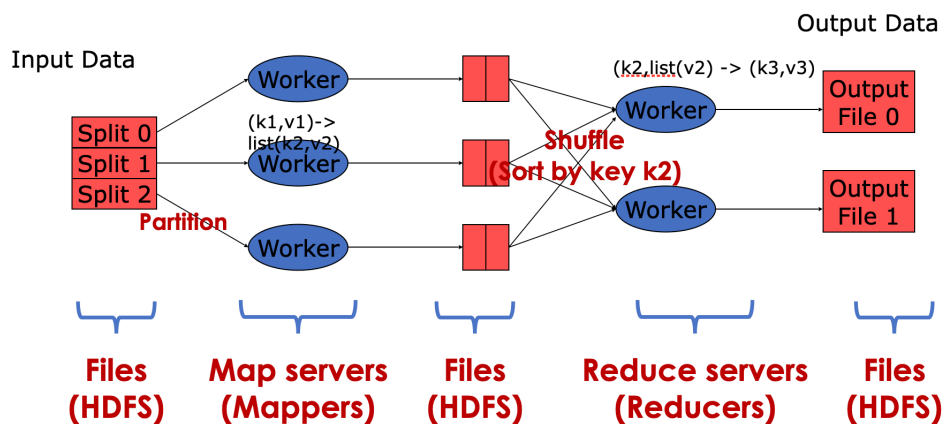 Output Data
Input Data
Worker
(k2,list(v2) -> (k3,v3)
Output
File 0
Worker
(k1,v1)->
list(k2,v2)
Split 0
Split 1
Split 2
Worker
Shuffle
(Sort by key k2)
Partition
Worker
Output
File 1
Worker
Files
(HDFS)
Map servers
(Mappers)
Files
(HDFS)
Reduce servers
(Reducers)
Files
(HDFS)